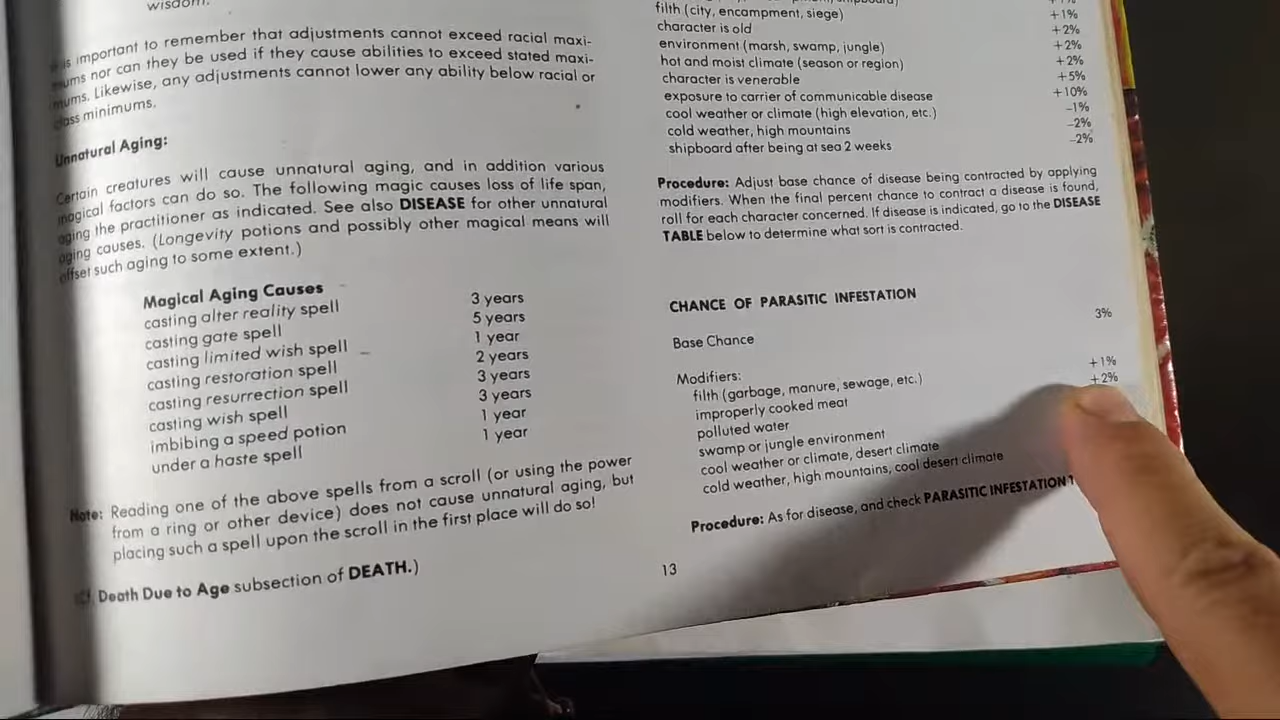 wisdom.
is important to remember that adjustments cannot exceed racial maxi-
mums nor can they be used if they cause abilities to exceed stated maxi-
mums. Likewise, any adjustments cannot lower any ability below racial or
class minimums.
Unnatural Aging:
Certain creatures will cause unnatural aging, and in addition various
magical factors can do so. The following magic causes loss of life span,
aging the practitioner as indicated. See also DISEASE for other unnatural
aging causes. (Longevity potions and possibly other magical means will
offset such aging to some extent.)
Magical Aging Causes
casting alter reality spell 3 years
casting gate spell 5 years
casting limited wish spell 1 year
casting restoration spell 2 years
casting resurrection spell 3 years
casting wish spell 3 years
imbibing a speed potion 1 year
under a haste spell 1 year
Note: Reading one of the above spells from a scroll (or using the power
from a ring or other device) does not cause unnatural aging, but
placing such a spell upon the scroll in the first place will do so!
Death Due to Age subsection of DEATH.)
filth (city, encampment, siege) +1%
character is old +2%
environment (marsh, swamp, jungle) +2%
hot and moist climate (season or region) +2%
character is venerable +5%
exposure to carrier of communicable disease +10%
cool weather or climate (high elevation, etc.) –1%
cold weather, high mountains –2%
shipboard after being at sea 2 weeks –2%
Procedure: Adjust base chance of disease being contracted by applying
modifiers. When the final percent chance to contract a disease is found,
roll for each character concerned. If disease is indicated, go to the DISEASE
TABLE below to determine what sort is contracted.
CHANCE OF PARASITIC INFESTATION
Base Chance 3%
Modifiers:
filth (garbage, manure, sewage, etc.) +1%
improperly cooked meat +2%
polluted water
swamp or jungle environment
cool weather or climate, desert climate
cold weather, high mountains, cool desert climate
Procedure: As for disease, and check PARASITIC INFESTATION
13